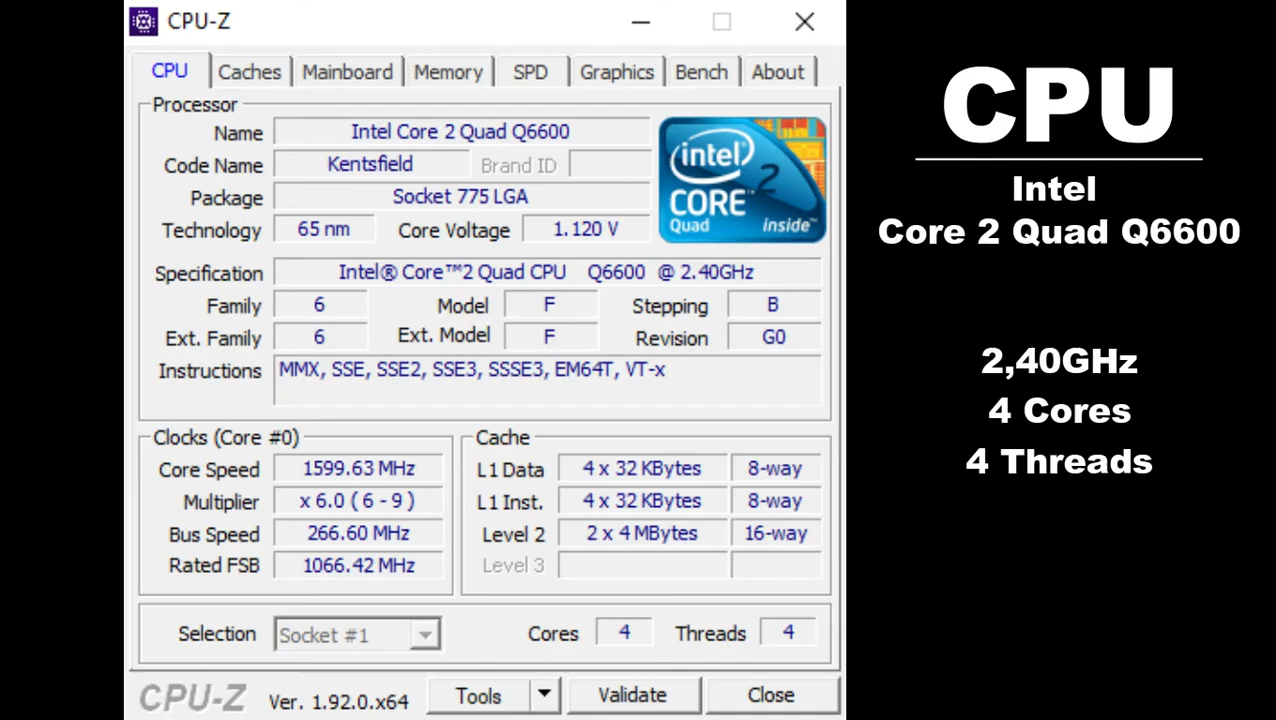 CPU-Z
CPU Caches Mainboard Memory SPD Graphics Bench About
Processor
Name Intel Core 2 Quad Q6600
Code Name Kentsfield Brand ID
Package Socket 775 LGA
Technology 65 nm Core Voltage 1.120 V
intel CORE 2 Quad inside™
Specification Intel® Core™2 Quad CPU Q6600 @ 2.40GHz
Family 6 Model F Stepping B
Ext. Family 6 Ext. Model F Revision G0
Instructions MMX, SSE, SSE2, SSE3, SSSE3, EM64T, VT-x
Clocks (Core #0)
Core Speed 1599.63 MHz
Multiplier x 6.0 ( 6 - 9 )
Bus Speed 266.60 MHz
Rated FSB 1066.42 MHz
Cache
L1 Data 4 x 32 KBytes 8-way
L1 Inst. 4 x 32 KBytes 8-way
Level 2 2 x 4 MBytes 16-way
Level 3
Selection Socket #1 Cores 4 Threads 4
CPU-Z Ver. 1.92.0.x64 Tools Validate Close
CPU
Intel
Core 2 Quad Q6600
2,40GHz
4 Cores
4 Threads